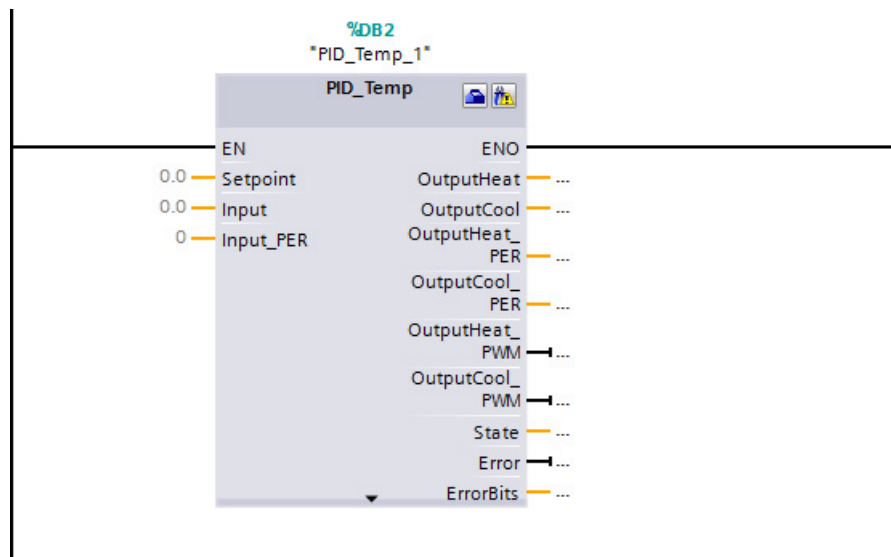 %DB2
"PID_Temp_1"
PID_Temp
EN ENO
0.0 Setpoint OutputHeat ...
0.0 Input OutputCool ...
0 Input_PER OutputHeat_
PER ...
OutputCool_
PER ...
OutputHeat_
PWM ...
OutputCool_
PWM ...
State ...
Error ...
ErrorBits ...